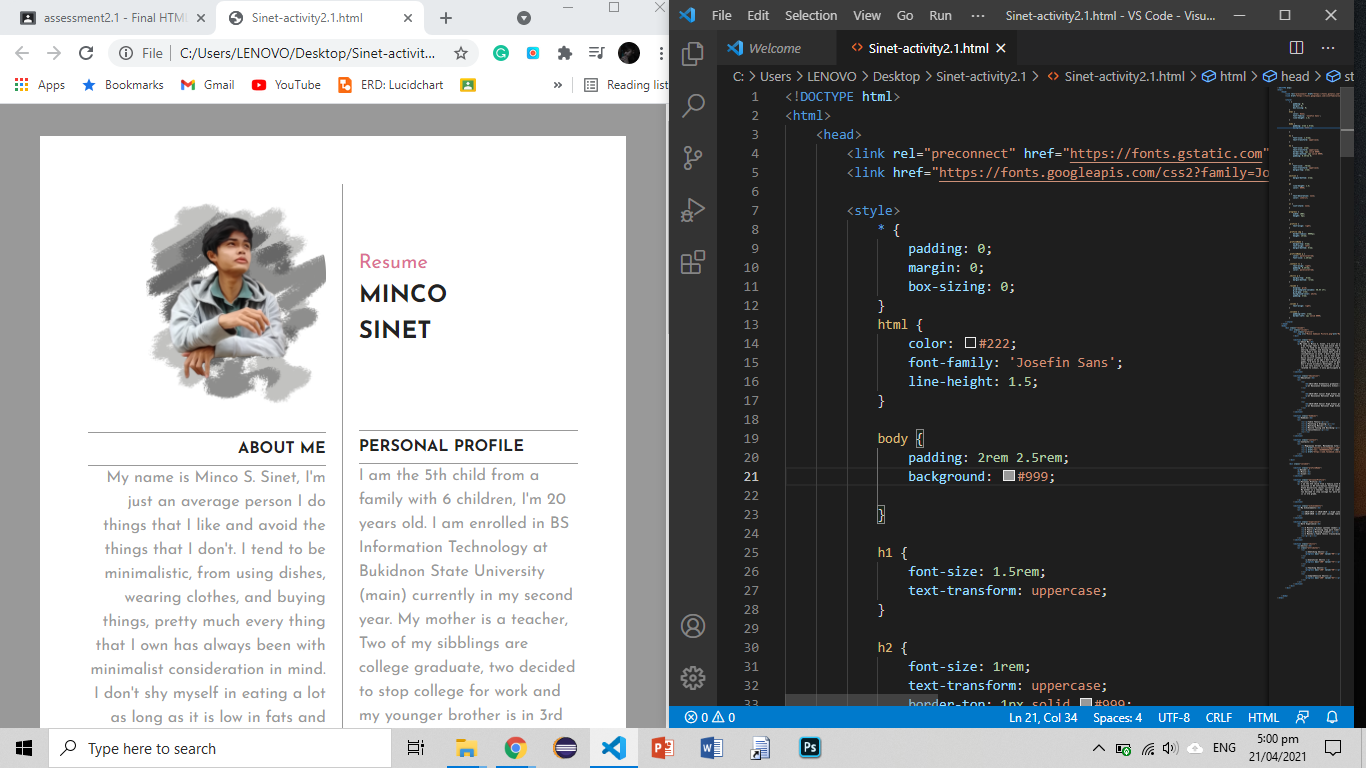 assessment2.1 - Final HTM
Sinet-activity2.1.html
File
C:/Users/LENOVO/Desktop/Sinet-activit...
Apps
Bookmarks
Gmail
YouTube
ERD: Lucidchart
»
Reading list
Resume
MINCO
SINET
ABOUT ME
My name is Minco S. Sinet, I'm
just an average person I do
things that I like and avoid the
things that I don't. I tend to be
minimalistic, from using dishes,
wearing clothes, and buying
things, pretty much every thing
that I own has always been with
minimalist consideration in mind.
I don't shy myself in eating a lot
as long as it is low in fats and
PERSONAL PROFILE
I am the 5th child from a
family with 6 children, I'm 20
years old. I am enrolled in BS
Information Technology at
Bukidnon State University
(main) currently in my second
year. My mother is a teacher,
Two of my sibblings are
college graduate, two decided
to stop college for work and
my younger brother is in 3rd
File Edit Selection View Go Run ··· Sinet-activity2.1.html - VS Code - Visu...
Welcome
<> Sinet-activity2.1.html
C: > Users > LENOVO > Desktop > Sinet-activity2.1 > <> Sinet-activity2.1.html > html > head > st
1 <!DOCTYPE html>
2 <html>
3 <head>
4 <link rel="preconnect" href="https://fonts.gstatic.com"
5 <link href="https://fonts.googleapis.com/css2?family=Jo
6
7 <style>
8 * {
9 padding: 0;
10 margin: 0;
11 box-sizing: 0;
12 }
13 html {
14 color: #222;
15 font-family: 'Josefin Sans';
16 line-height: 1.5;
17 }
18
19 body {
20 padding: 2rem 2.5rem;
21 background: #999;
22
23 }
24
25 h1 {
26 font-size: 1.5rem;
27 text-transform: uppercase;
28 }
29
30 h2 {
31 font-size: 1rem;
32 text-transform: uppercase;
33 border-top: 1px solid #999;
0 0 Ln 21, Col 34 Spaces: 4 UTF-8 CRLF HTML
Type here to search
ENG
5:00 pm
21/04/2021